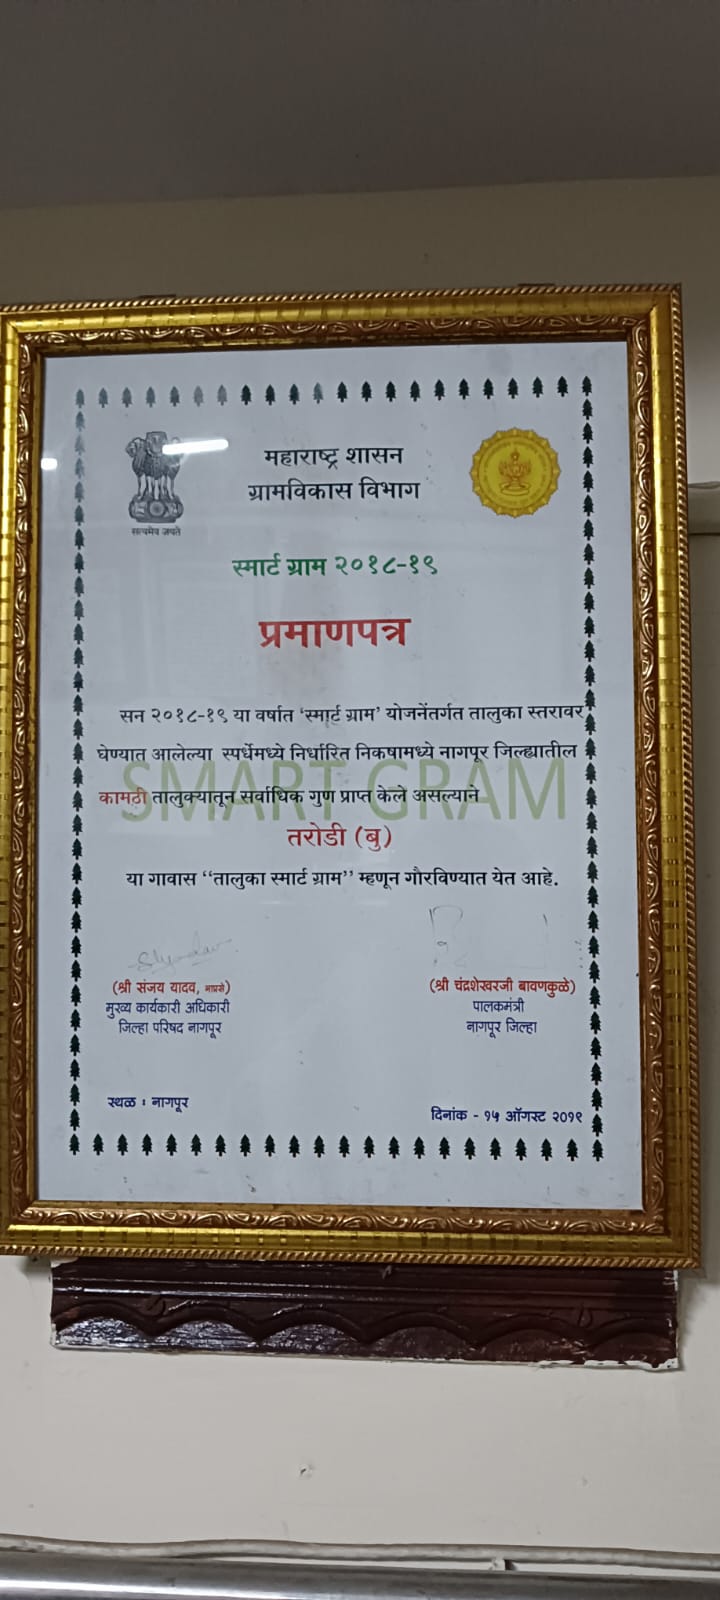 सत्यमेव जयते
महाराष्ट्र शासन
ग्रामविकास विभाग
स्मार्ट ग्राम २०१८-१९
प्रमाणपत्र
सन २०१८-१९ या वर्षात ‘स्मार्ट ग्राम’ योजनेंतर्गत तालुका स्तरावर
घेण्यात आलेल्या स्पर्धेमध्ये निर्धारित निकषामध्ये नागपूर जिल्ह्यातील
SMART GRAM
कामठी तालुक्यातून सर्वाधिक गुण प्राप्त केले असल्याने
तरोडी (बु)
या गावास “तालुका स्मार्ट ग्राम” म्हणून गौरविण्यात येत आहे.
(श्री संजय यादव, भाप्रसे)
मुख्य कार्यकारी अधिकारी
जिल्हा परिषद नागपूर
(श्री चंद्रशेखरजी बावणकुळे)
पालकमंत्री
नागपूर जिल्हा
स्थळ : नागपूर
दिनांक - १५ ऑगस्ट २०१९